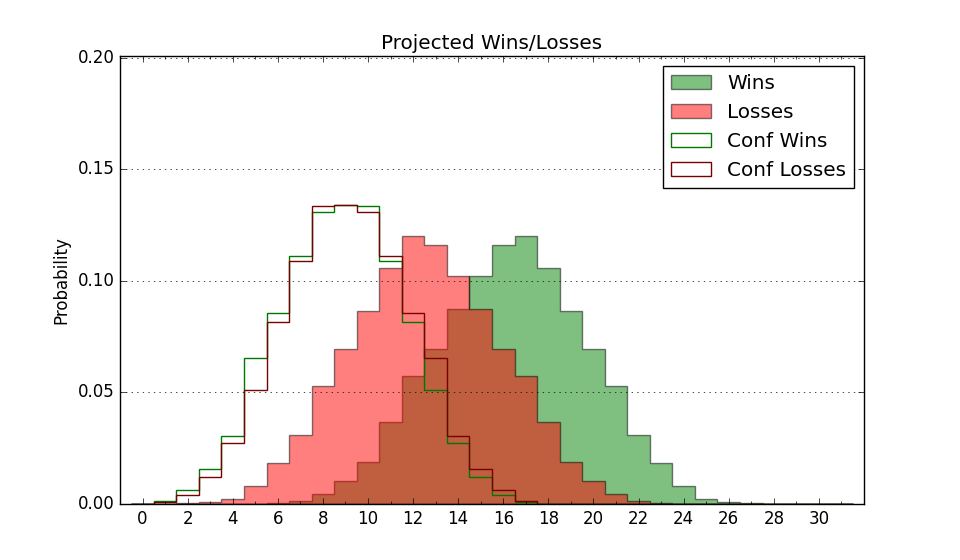 Projected Wins/Losses
0.20
0.15
0.10
0.05
0.00
Probability
Wins
Losses
Conf Wins
Conf Losses
0 2 4 6 8 10 12 14 16 18 20 22 24 26 28 30